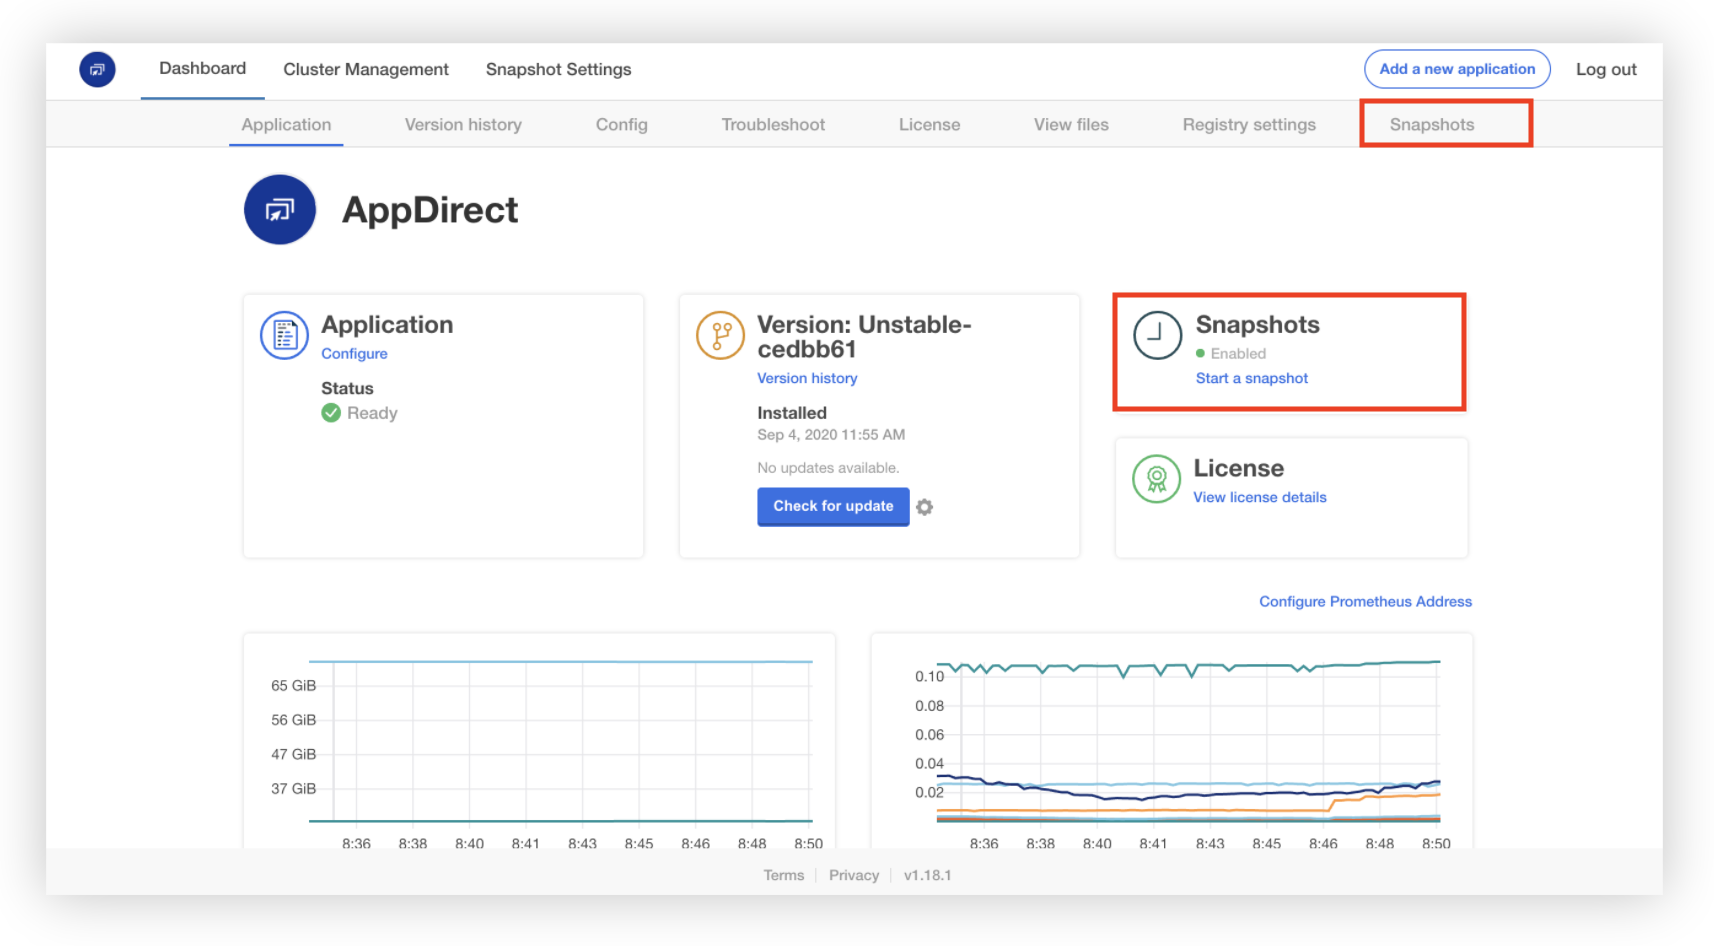 Dashboard
Cluster Management
Snapshot Settings
Add a new application
Log out
Application
Version history
Config
Troubleshoot
License
View files
Registry settings
Snapshots
AppDirect
Application
Configure
Status
Ready
Version: Unstable-
cedbb61
Version history
Installed
Sep 4, 2020 11:55 AM
No updates available.
Check for update
Snapshots
Enabled
Start a snapshot
License
View license details
Configure Prometheus Address
65 GiB
56 GiB
47 GiB
37 GiB
8:36 8:38 8:40 8:41 8:43 8:45 8:46 8:48 8:50
0.10
0.08
0.06
0.04
0.02
8:36 8:38 8:40 8:41 8:43 8:45 8:46 8:48 8:50
Terms
Privacy
v1.18.1